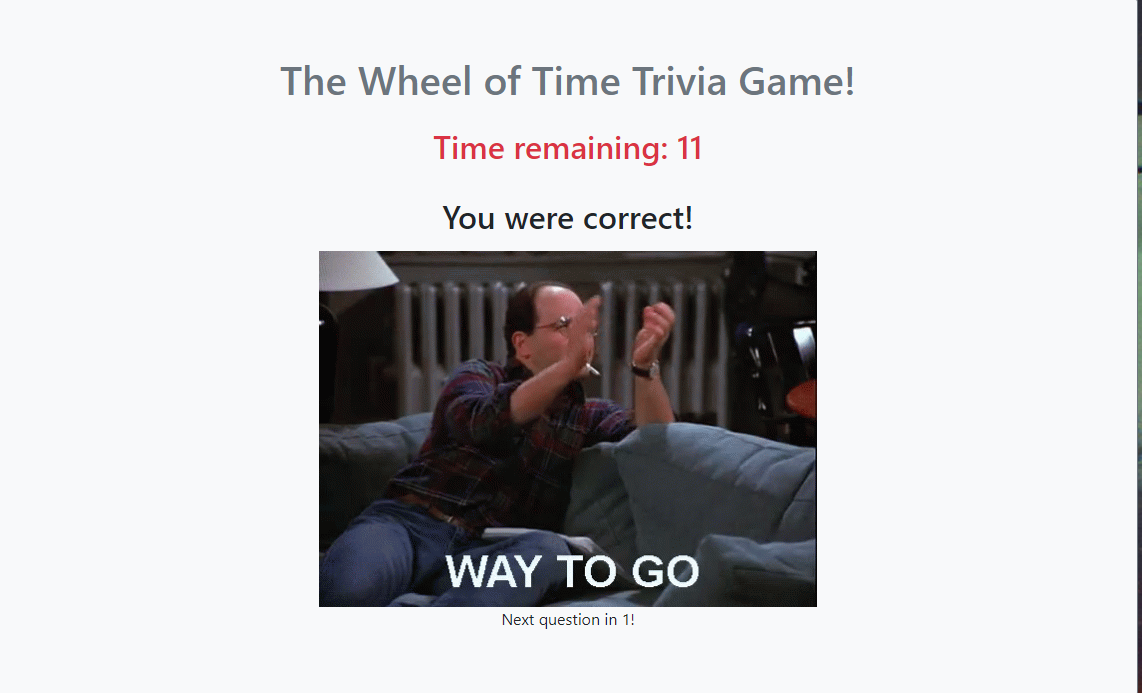 The Wheel of Time Trivia Game!
Time remaining: 11
You were correct!
WAY TO GO
Next question in 1!